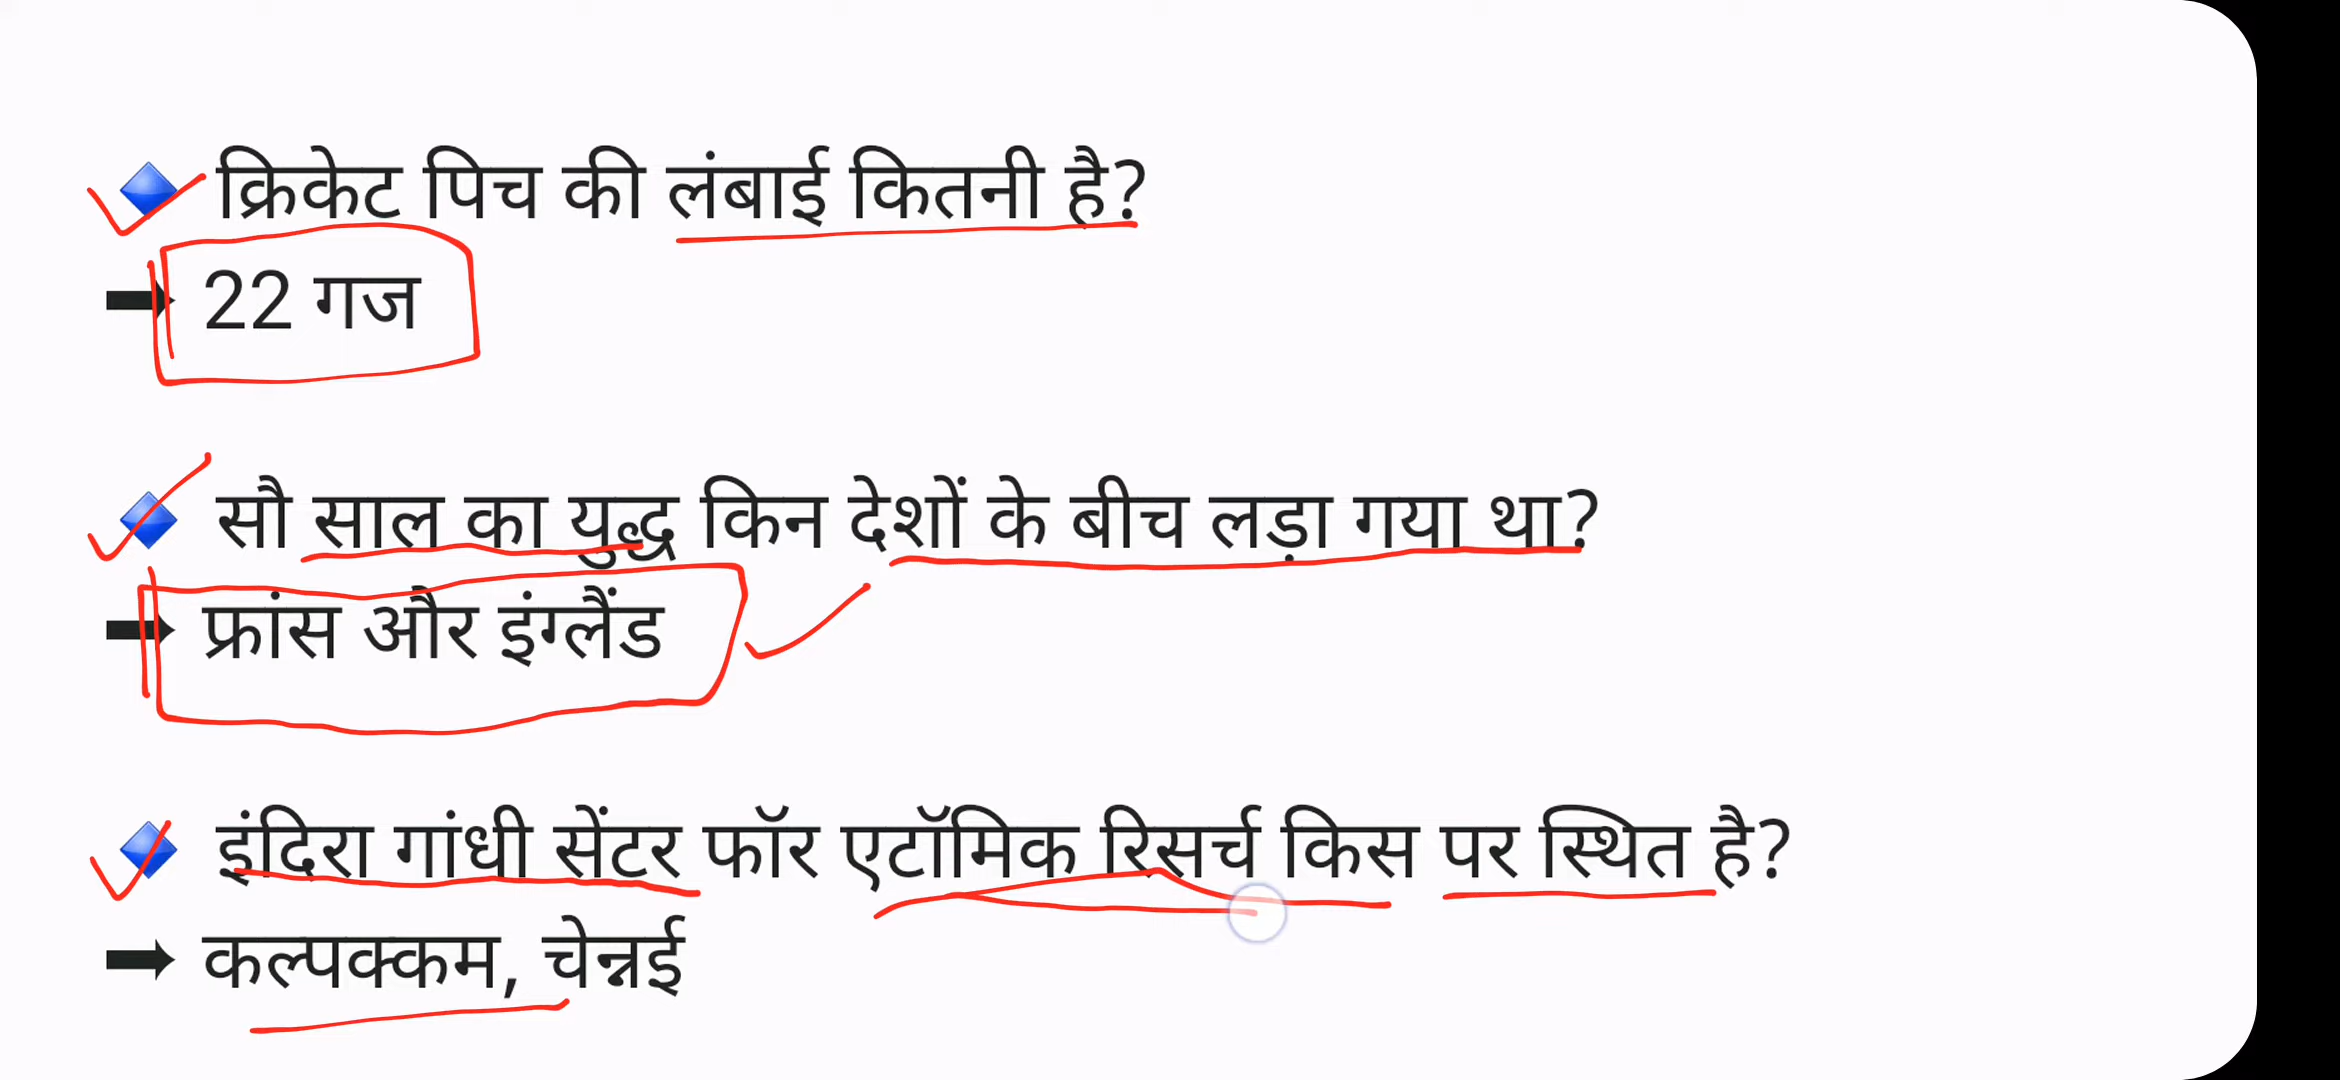 🔷 क्रिकेट पिच की लंबाई कितनी है?
➡ 22 गज
🔷 सौ साल का युद्ध किन देशों के बीच लड़ा गया था?
➡ फ्रांस और इंग्लैंड
🔷 इंदिरा गांधी सेंटर फॉर एटॉमिक रिसर्च किस पर स्थित है?
➡ कल्पक्कम, चेन्नई